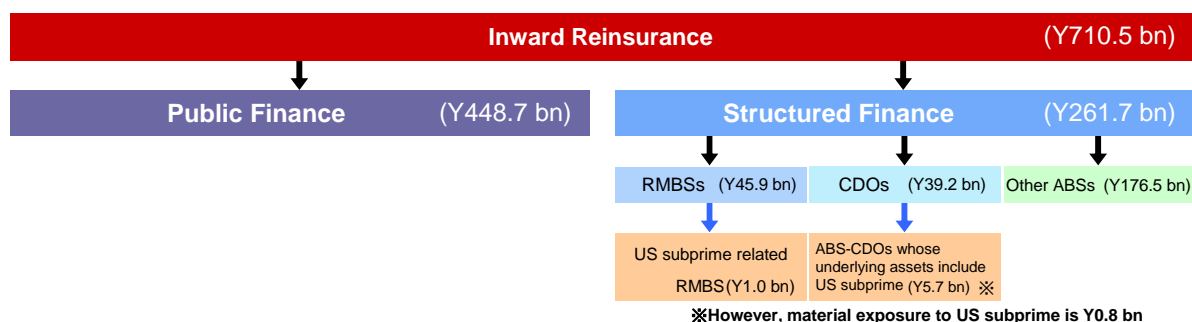 Inward Reinsurance (Y710.5 bn)
Public Finance (Y448.7 bn)
Structured Finance (Y261.7 bn)
RMBSs (Y45.9 bn)
CDOs (Y39.2 bn)
Other ABSs (Y176.5 bn)
US subprime related
RMBS (Y1.0 bn)
ABS-CDOs whose
underlying assets include
US subprime (Y5.7 bn) ※
※However, material exposure to US subprime is Y0.8 bn